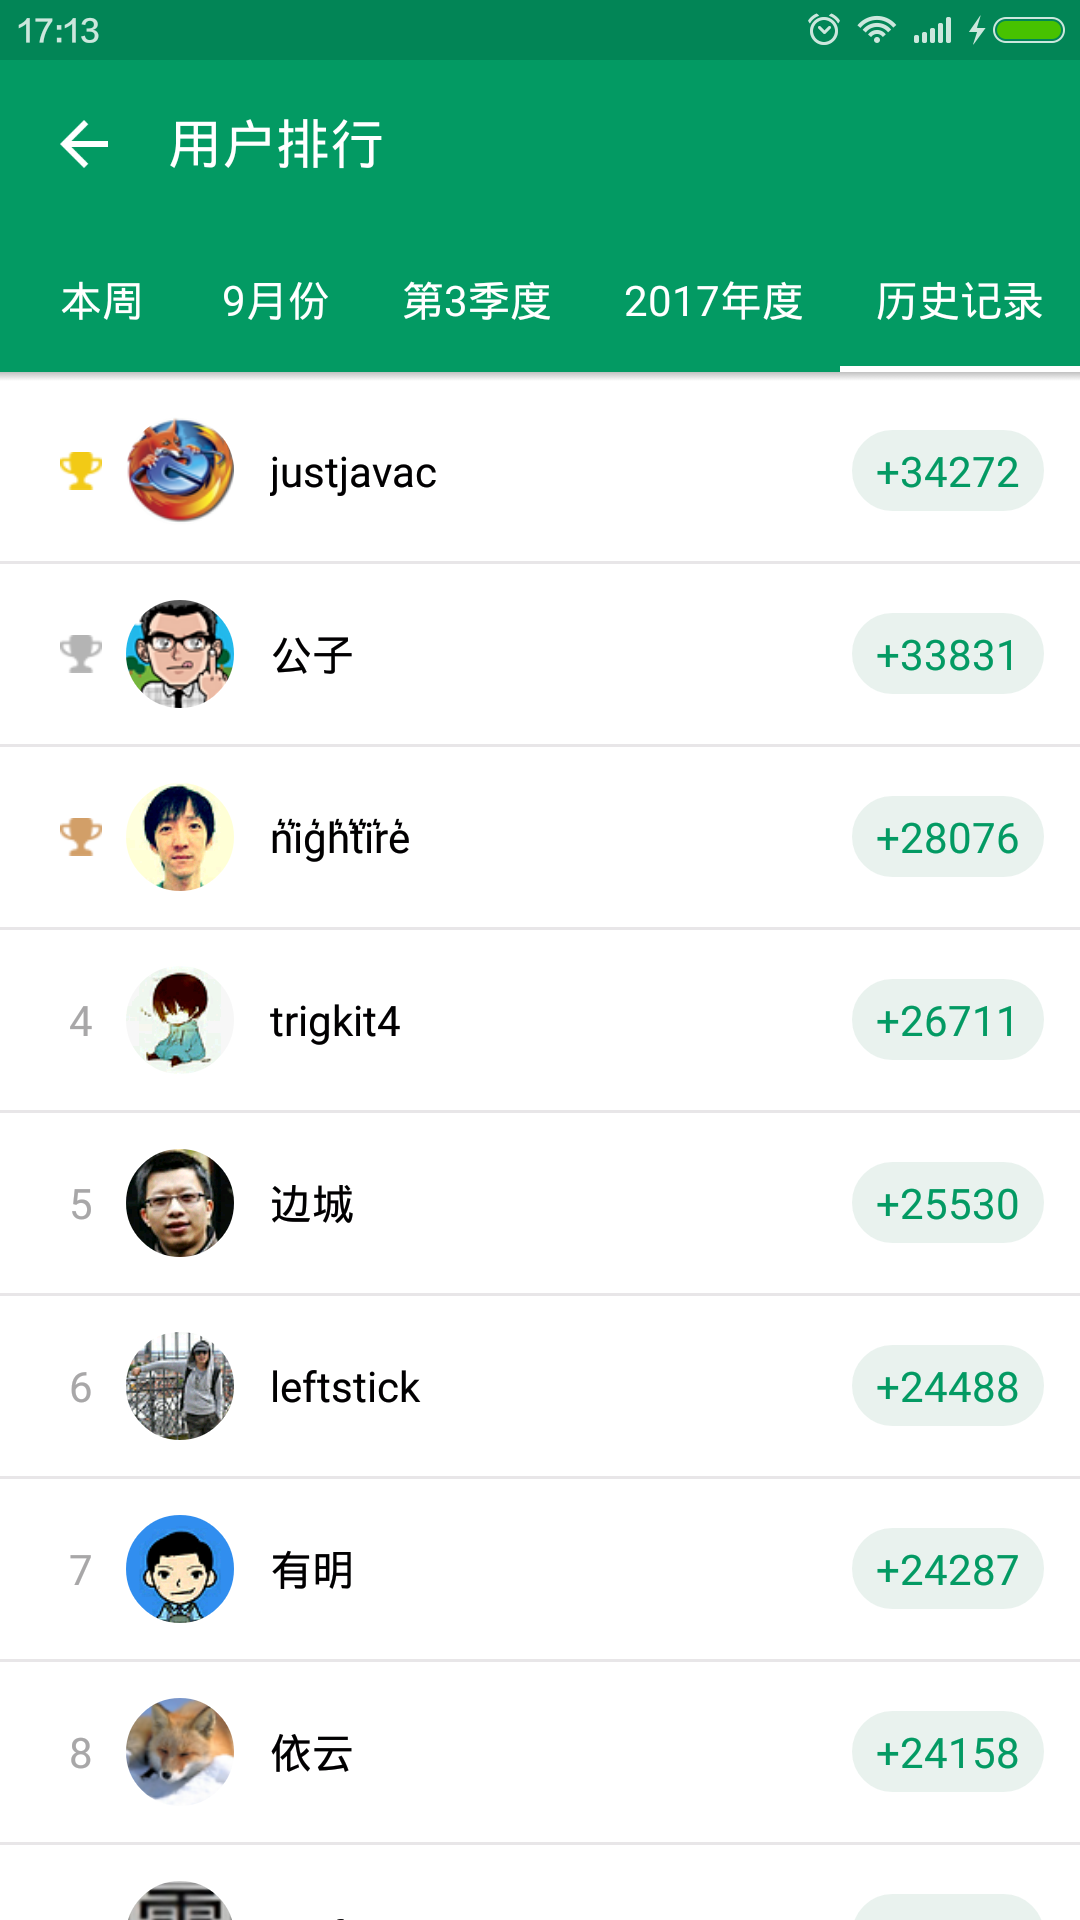 17:13
用户排行
本周 9月份 第3季度 2017年度 历史记录
justjavac +34272
公子 +33831
n̓̈ig̓h̓̈t̓̈ir̓e̓ +28076
4 trigkit4 +26711
5 边城 +25530
6 leftstick +24488
7 有明 +24287
8 依云 +24158